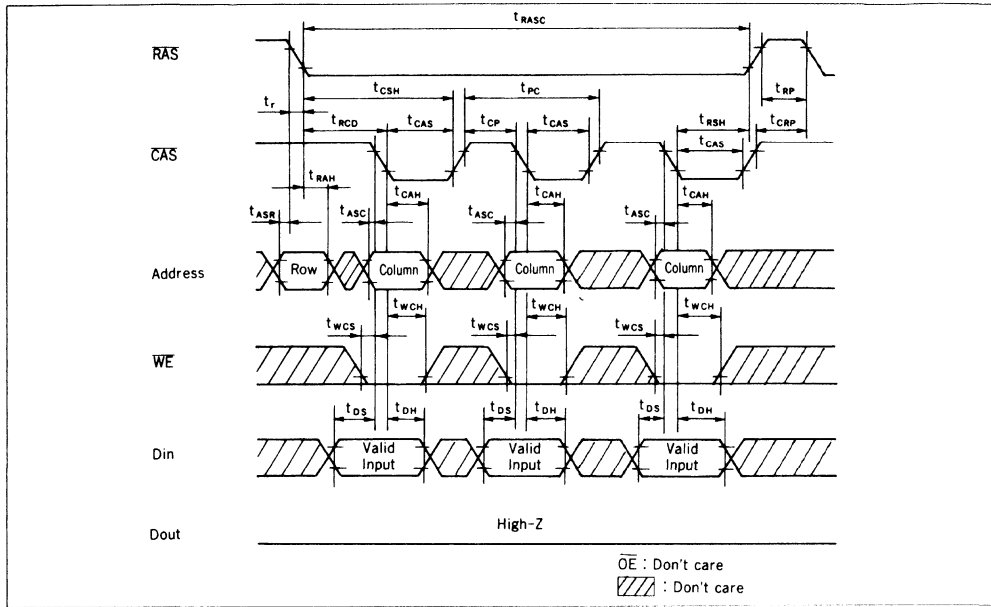 tRASC
RAS
tRP
tCSH
tPC
tr
tRCD
tCAS
tCP
tCAS
tRSH
tCRP
tCAS
CAS
tRAH
tCAH
tCAH
tCAH
tASR
tASC
tASC
tASC
Address
Row
Column
Column
Column
tWCH
tWCH
tWCH
tWCS
tWCS
tWCS
WE
tDS
tDH
tDS
tDH
tDS
tDH
Din
Valid Input
Valid Input
Valid Input
Dout
High-Z
OE : Don't care
: Don't care